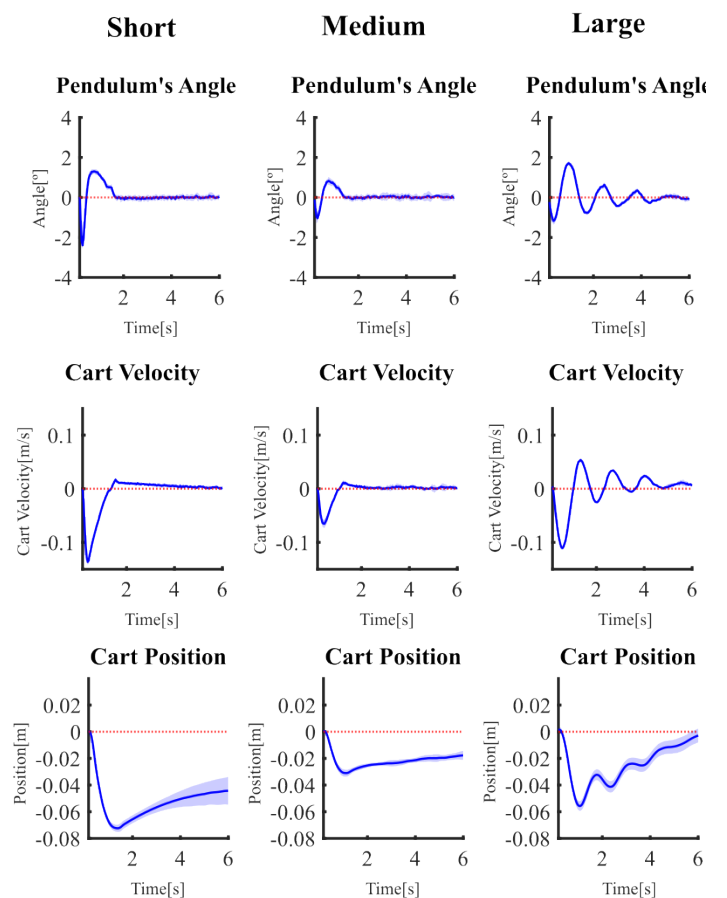 Short Medium Large
Pendulum's Angle Pendulum's Angle Pendulum's Angle
4 4 4
2 2 2
0 0 0
-2 -2 -2
-4 -4 -4
Angle[º] Angle[º] Angle[º]
2 4 6 2 4 6 2 4 6
Time[s] Time[s] Time[s]
Cart Velocity Cart Velocity Cart Velocity
0.1 0.1 0.1
0 0 0
-0.1 -0.1 -0.1
Cart Velocity[m/s] Cart Velocity[m/s] Cart Velocity[m/s]
2 4 6 2 4 6 2 4 6
Time[s] Time[s] Time[s]
Cart Position Cart Position Cart Position
0.02 0.02 0.02
0 0 0
-0.02 -0.02 -0.02
-0.04 -0.04 -0.04
-0.06 -0.06 -0.06
-0.08 -0.08 -0.08
Position[m] Position[m] Position[m]
2 4 6 2 4 6 2 4 6
Time[s] Time[s] Time[s]